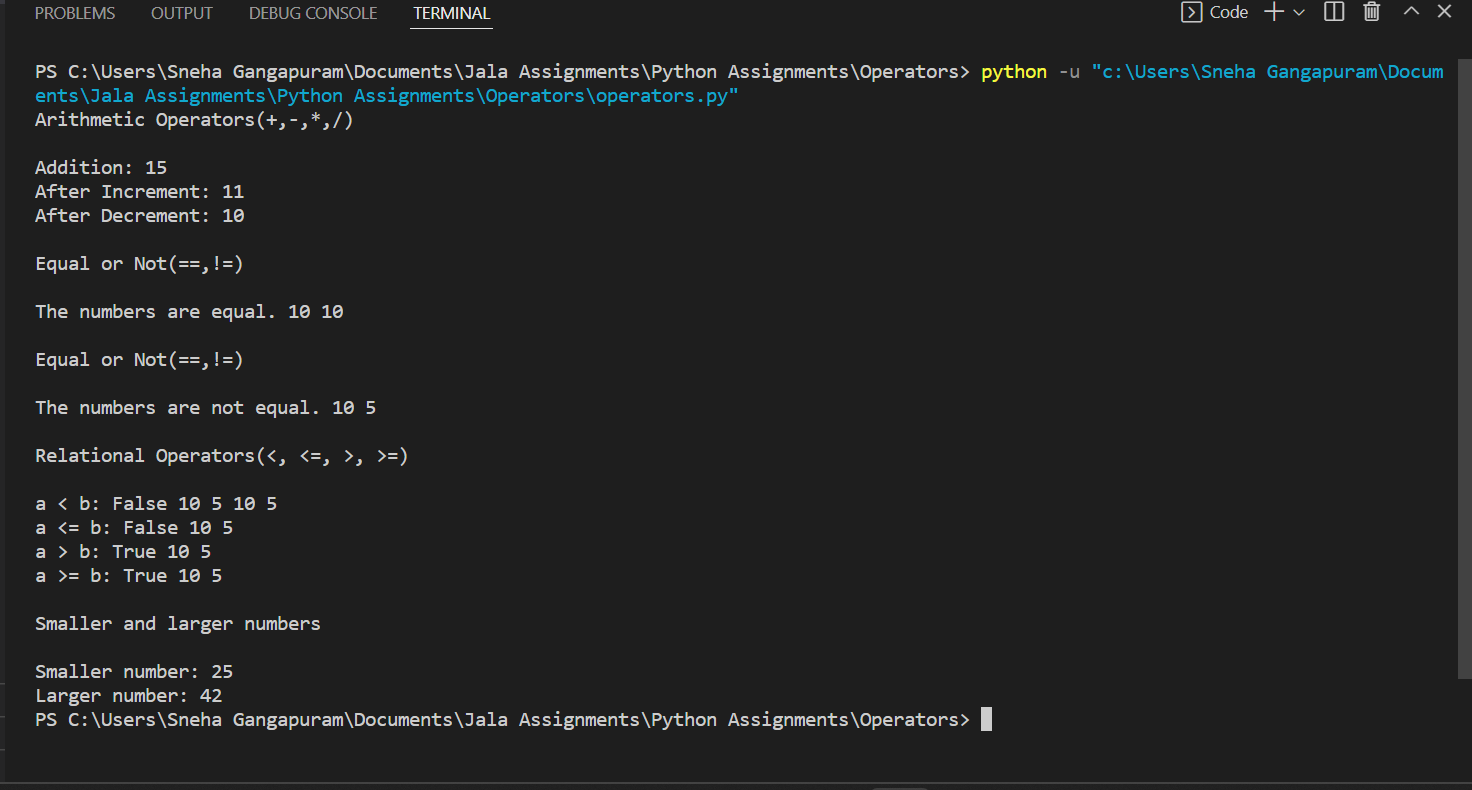 PROBLEMS OUTPUT DEBUG CONSOLE TERMINAL Code
PS C:\Users\Sneha Gangapuram\Documents\Jala Assignments\Python Assignments\Operators> python -u "c:\Users\Sneha Gangapuram\Docum
ents\Jala Assignments\Python Assignments\Operators\operators.py"
Arithmetic Operators(+,-,*,/)
Addition: 15
After Increment: 11
After Decrement: 10
Equal or Not(==,!=)
The numbers are equal. 10 10
Equal or Not(==,!=)
The numbers are not equal. 10 5
Relational Operators(<, <=, >, >=)
a < b: False 10 5 10 5
a <= b: False 10 5
a > b: True 10 5
a >= b: True 10 5
Smaller and larger numbers
Smaller number: 25
Larger number: 42
PS C:\Users\Sneha Gangapuram\Documents\Jala Assignments\Python Assignments\Operators>